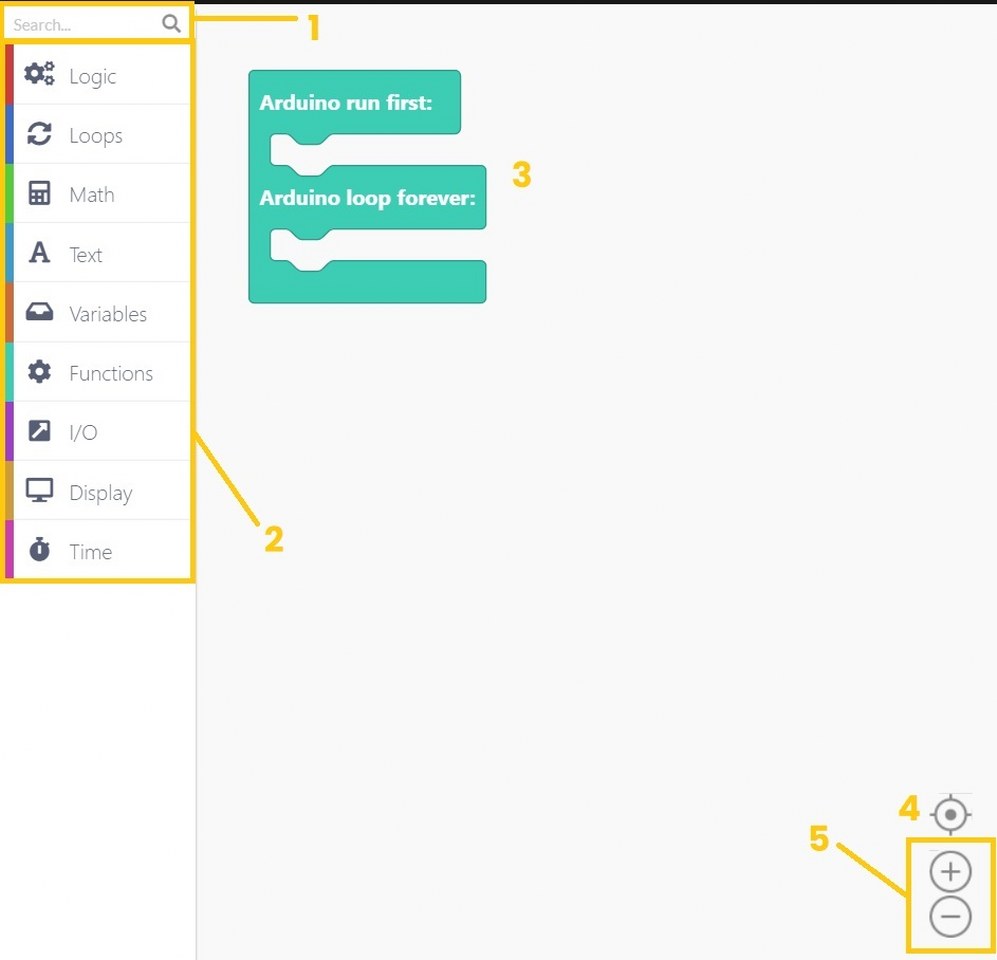 Search...
1
Logic
Loops
Math
Text
Variables
Functions
I/O
Display
Time
2
Arduino run first:
3
Arduino loop forever:
4
5